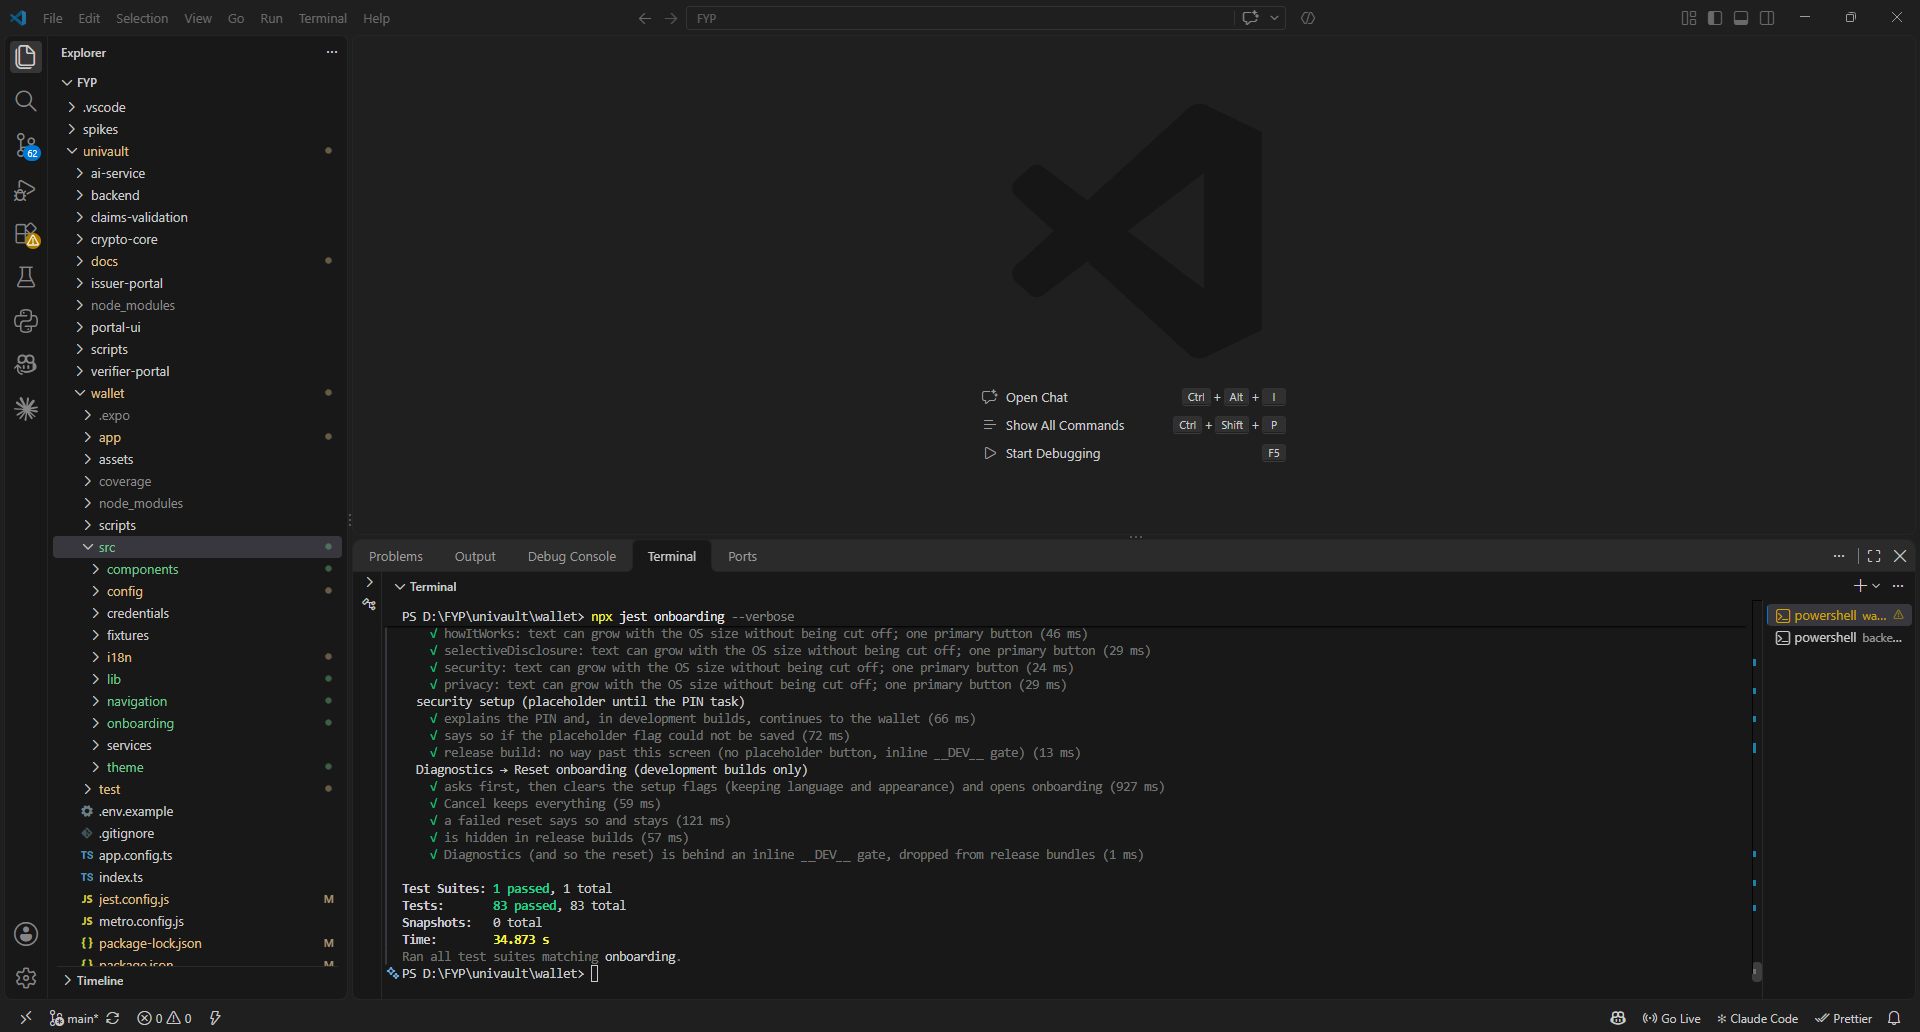 File Edit Selection View Go Run Terminal Help
FYP
Explorer
FYP
.vscode
spikes
62
univault
ai-service
backend
claims-validation
crypto-core
docs
issuer-portal
node_modules
portal-ui
scripts
verifier-portal
wallet
.expo
app
assets
coverage
node_modules
scripts
src
components
config
credentials
fixtures
i18n
lib
navigation
onboarding
services
theme
test
.env.example
.gitignore
TS app.config.ts
TS index.ts
JS jest.config.js M
JS metro.config.js
{} package-lock.json M
{} package.json M
Timeline
Open Chat Ctrl + Alt + I
Show All Commands Ctrl + Shift + P
Start Debugging F5
Problems Output Debug Console Terminal Ports
Terminal
PS D:\FYP\univault\wallet> npx jest onboarding --verbose
√ howItWorks: text can grow with the OS size without being cut off; one primary button (46 ms)
√ selectiveDisclosure: text can grow with the OS size without being cut off; one primary button (29 ms)
√ security: text can grow with the OS size without being cut off; one primary button (24 ms)
√ privacy: text can grow with the OS size without being cut off; one primary button (29 ms)
security setup (placeholder until the PIN task)
√ explains the PIN and, in development builds, continues to the wallet (66 ms)
√ says so if the placeholder flag could not be saved (72 ms)
√ release build: no way past this screen (no placeholder button, inline __DEV__ gate) (13 ms)
Diagnostics → Reset onboarding (development builds only)
√ asks first, then clears the setup flags (keeping language and appearance) and opens onboarding (927 ms)
√ Cancel keeps everything (59 ms)
√ a failed reset says so and stays (121 ms)
√ is hidden in release builds (57 ms)
√ Diagnostics (and so the reset) is behind an inline __DEV__ gate, dropped from release bundles (1 ms)
Test Suites: 1 passed, 1 total
Tests: 83 passed, 83 total
Snapshots: 0 total
Time: 34.873 s
Ran all test suites matching onboarding.
PS D:\FYP\univault\wallet>
powershell wa...
powershell backe...
main* 0 0
Go Live Claude Code Prettier